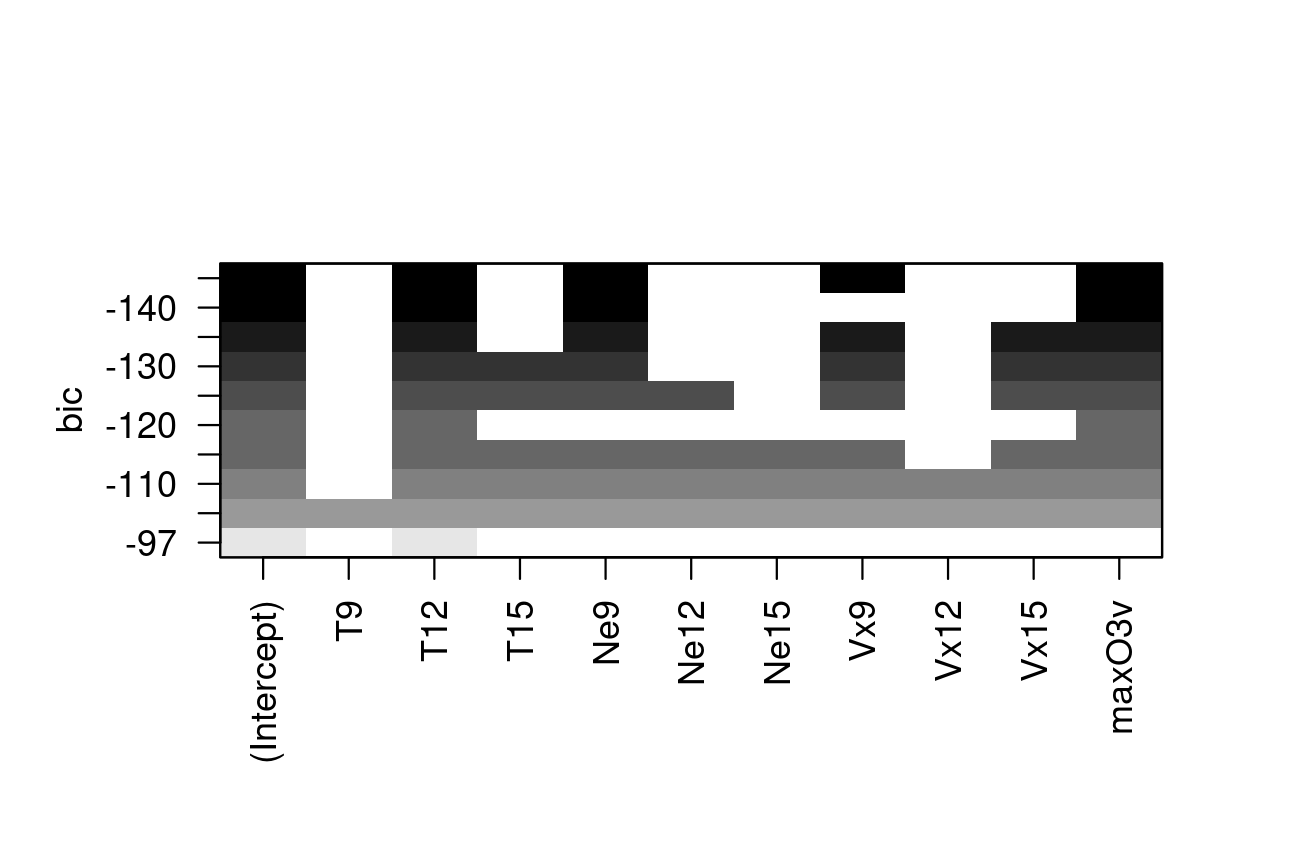 bic
-140
-130
-120
-110
-97
(Intercept)
T9
T12
T15
Ne9
Ne12
Ne15
Vx9
Vx12
Vx15
maxO3v